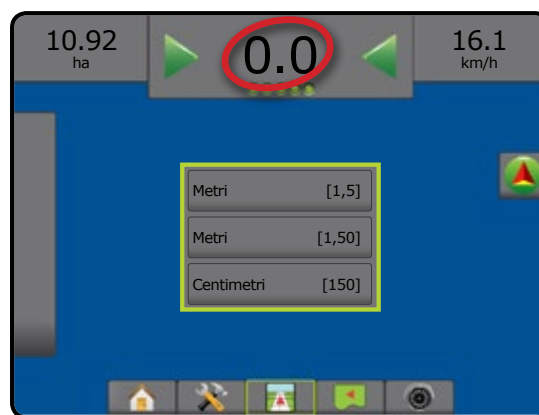 10.92
ha
0.0
16.1
km/h
Metri [1,5]
Metri [1,50]
Centimetri [150]